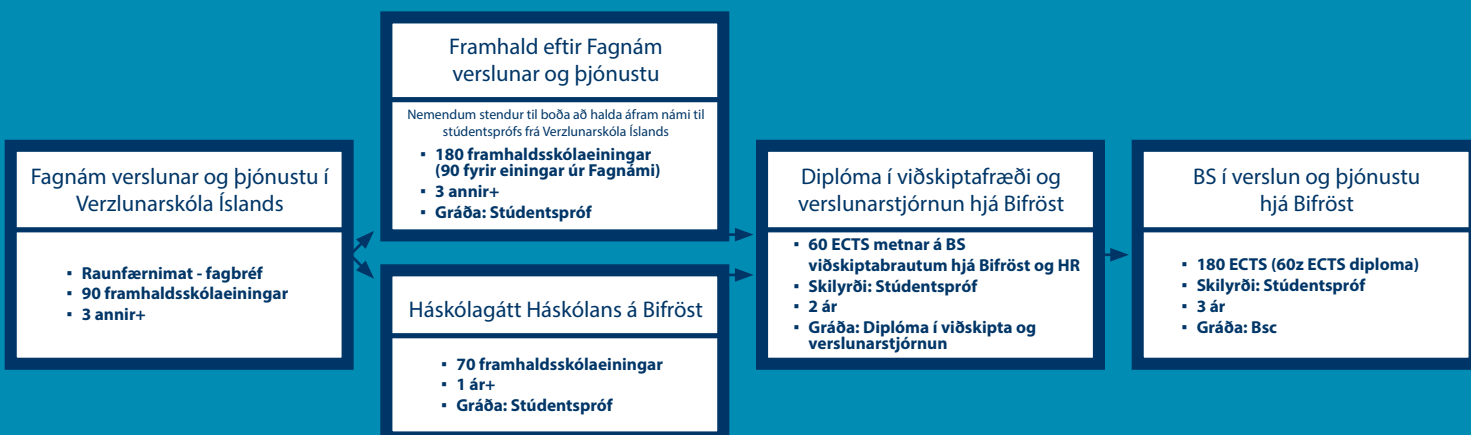 Fagnám verslunar og þjónustu í
Verzlunarskóla Íslands
▪ Raunfærnimat - fagbréf
▪ 90 framhaldsskólaeiningar
▪ 3 annir+
Framhald eftir Fagnám
verslunar og þjónustu
Nemendum stendur til boða að halda áfram námi til
stúdentsprófs frá Verzlunarskóla Íslands
▪ 180 framhaldsskólaeiningar
(90 fyrir einingar úr Fagnámi)
▪ 3 annir+
▪ Gráða: Stúdentspróf
Háskólagátt Háskólans á Bifröst
▪ 70 framhaldsskólaeiningar
▪ 1 ár+
▪ Gráða: Stúdentspróf
Diplóma í viðskiptafræði og
verslunarstjórnun hjá Bifröst
▪ 60 ECTS metnar á BS
viðskiptabrautum hjá Bifröst og HR
▪ Skilyrði: Stúdentspróf
▪ 2 ár
▪ Gráða: Diplóma í viðskipta og
verslunarstjórnun
BS í verslun og þjónustu
hjá Bifröst
▪ 180 ECTS (60z ECTS diploma)
▪ Skilyrði: Stúdentspróf
▪ 3 ár
▪ Gráða: Bsc